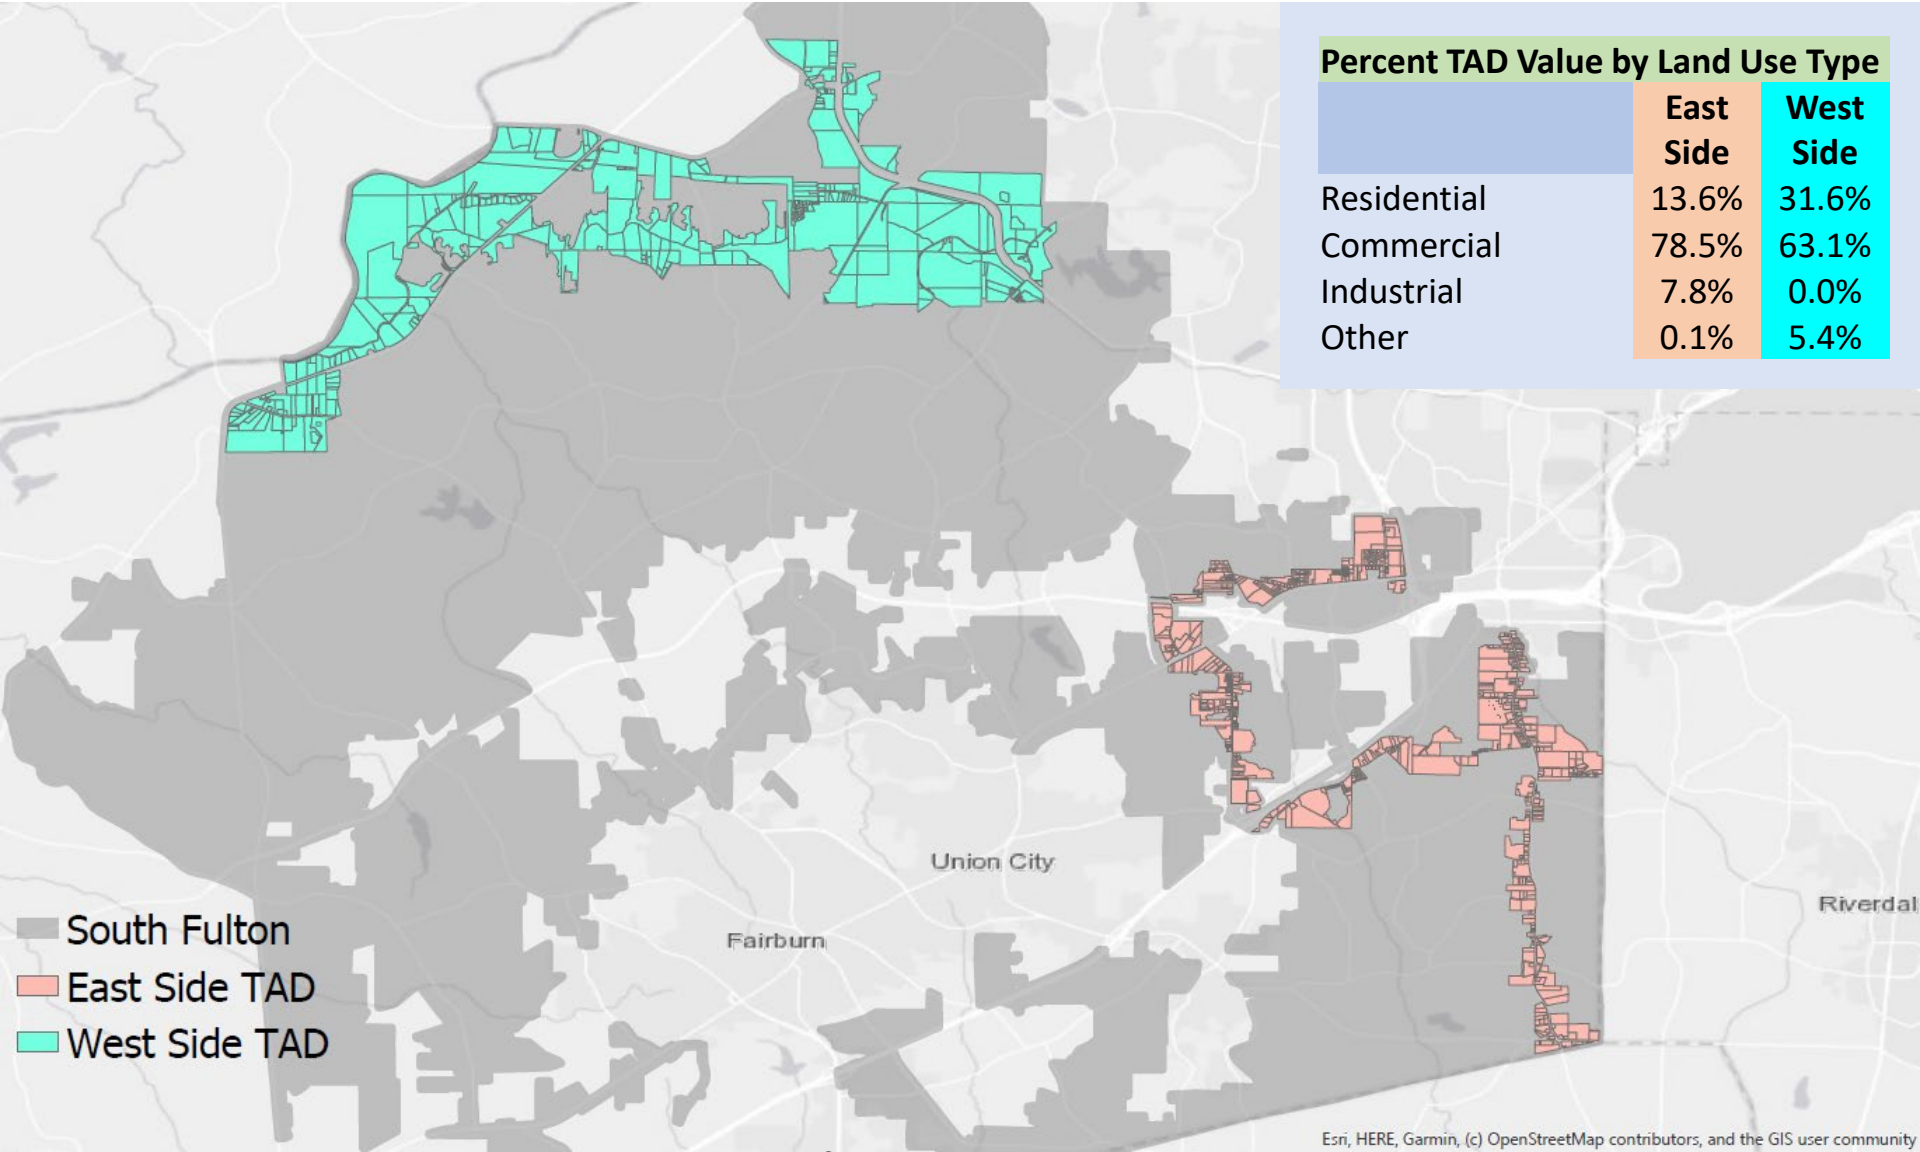 Percent TAD Value by Land Use Type
East Side West Side
Residential 13.6% 31.6%
Commercial 78.5% 63.1%
Industrial 7.8% 0.0%
Other 0.1% 5.4%
Union City
Riverdal
Fairburn
South Fulton
East Side TAD
West Side TAD
Esri, HERE, Garmin, (c) OpenStreetMap contributors, and the GIS user community